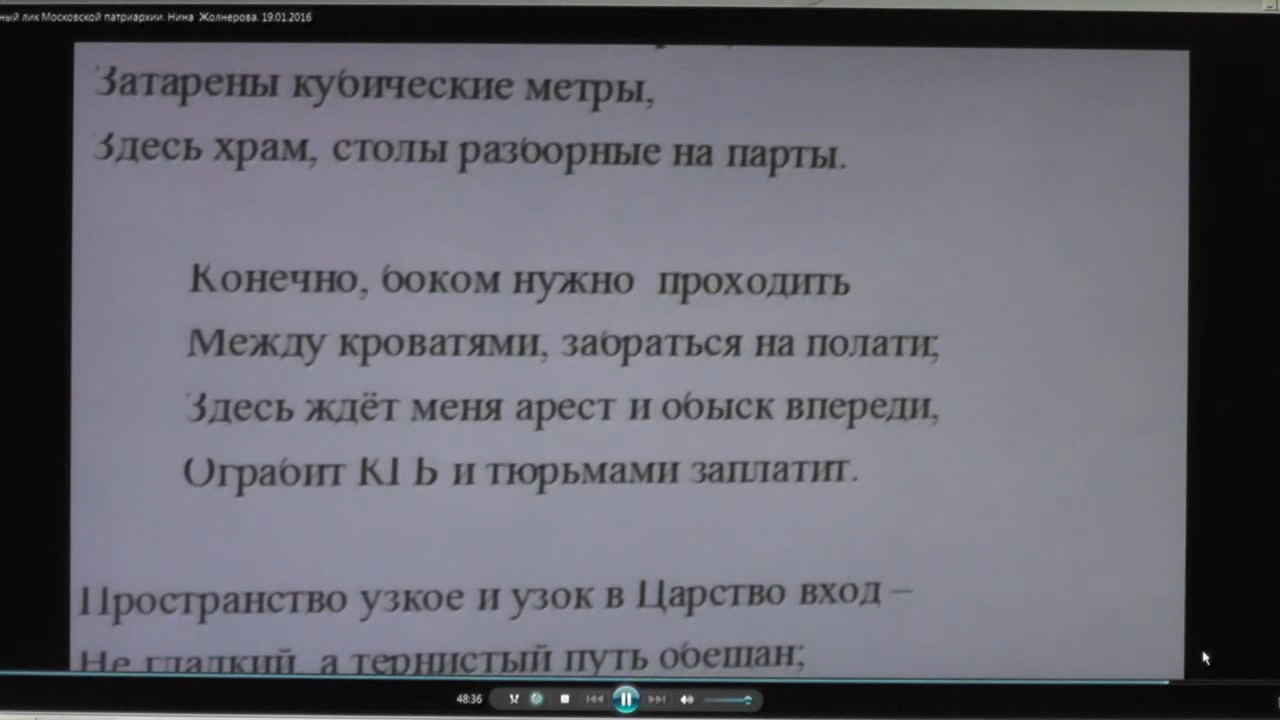 ный лик Московской патриархии. Нина Жолнерова. 19.01.2016
Затарены кубические метры,
Здесь храм, столы разборные на парты.
Конечно, боком нужно проходить
Между кроватями, забраться на полати;
Здесь ждёт меня арест и обыск впереди,
Ограбит КГБ и тюрьмами заплатит.
Пространство узкое и узок в Царство вход –
Не гладкий, а тернистый путь обещан;
48:36